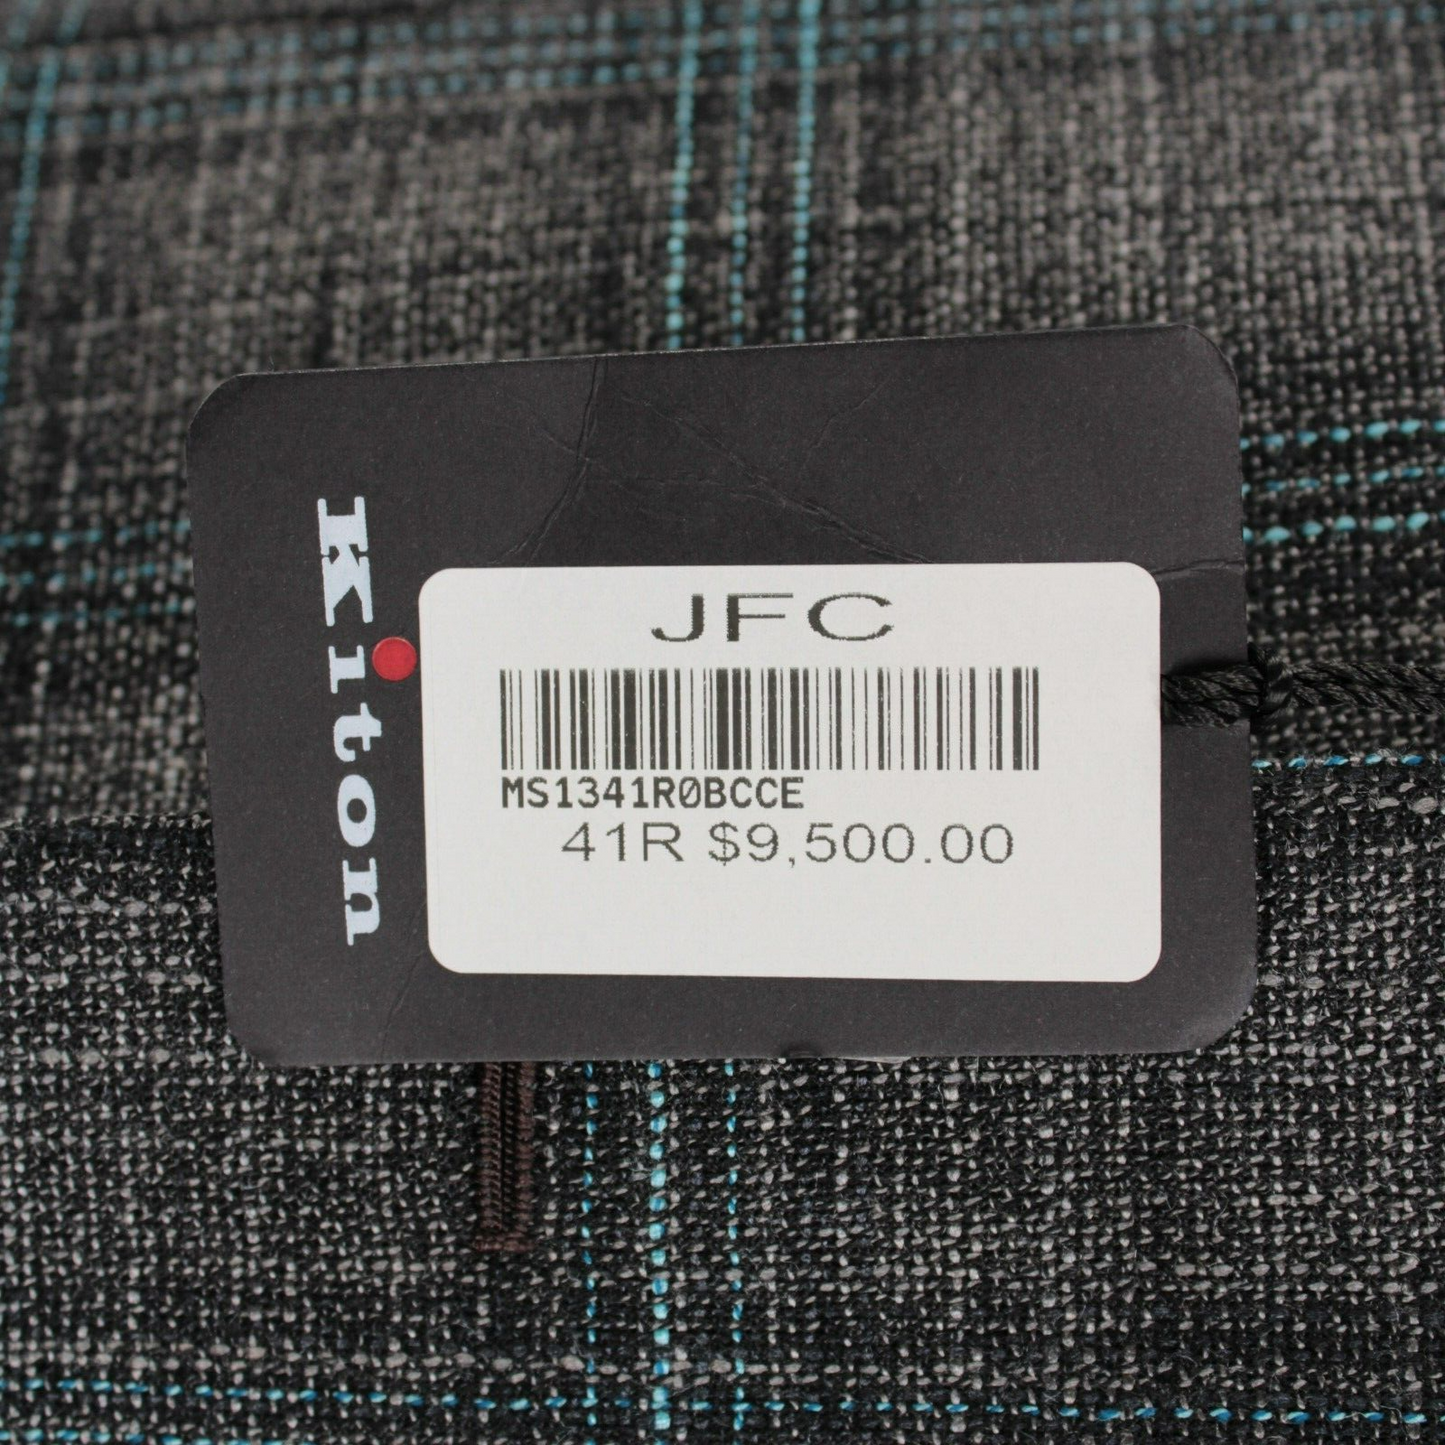 Kiton
JFC
MS1341R0BCCE
41R $9,500.00